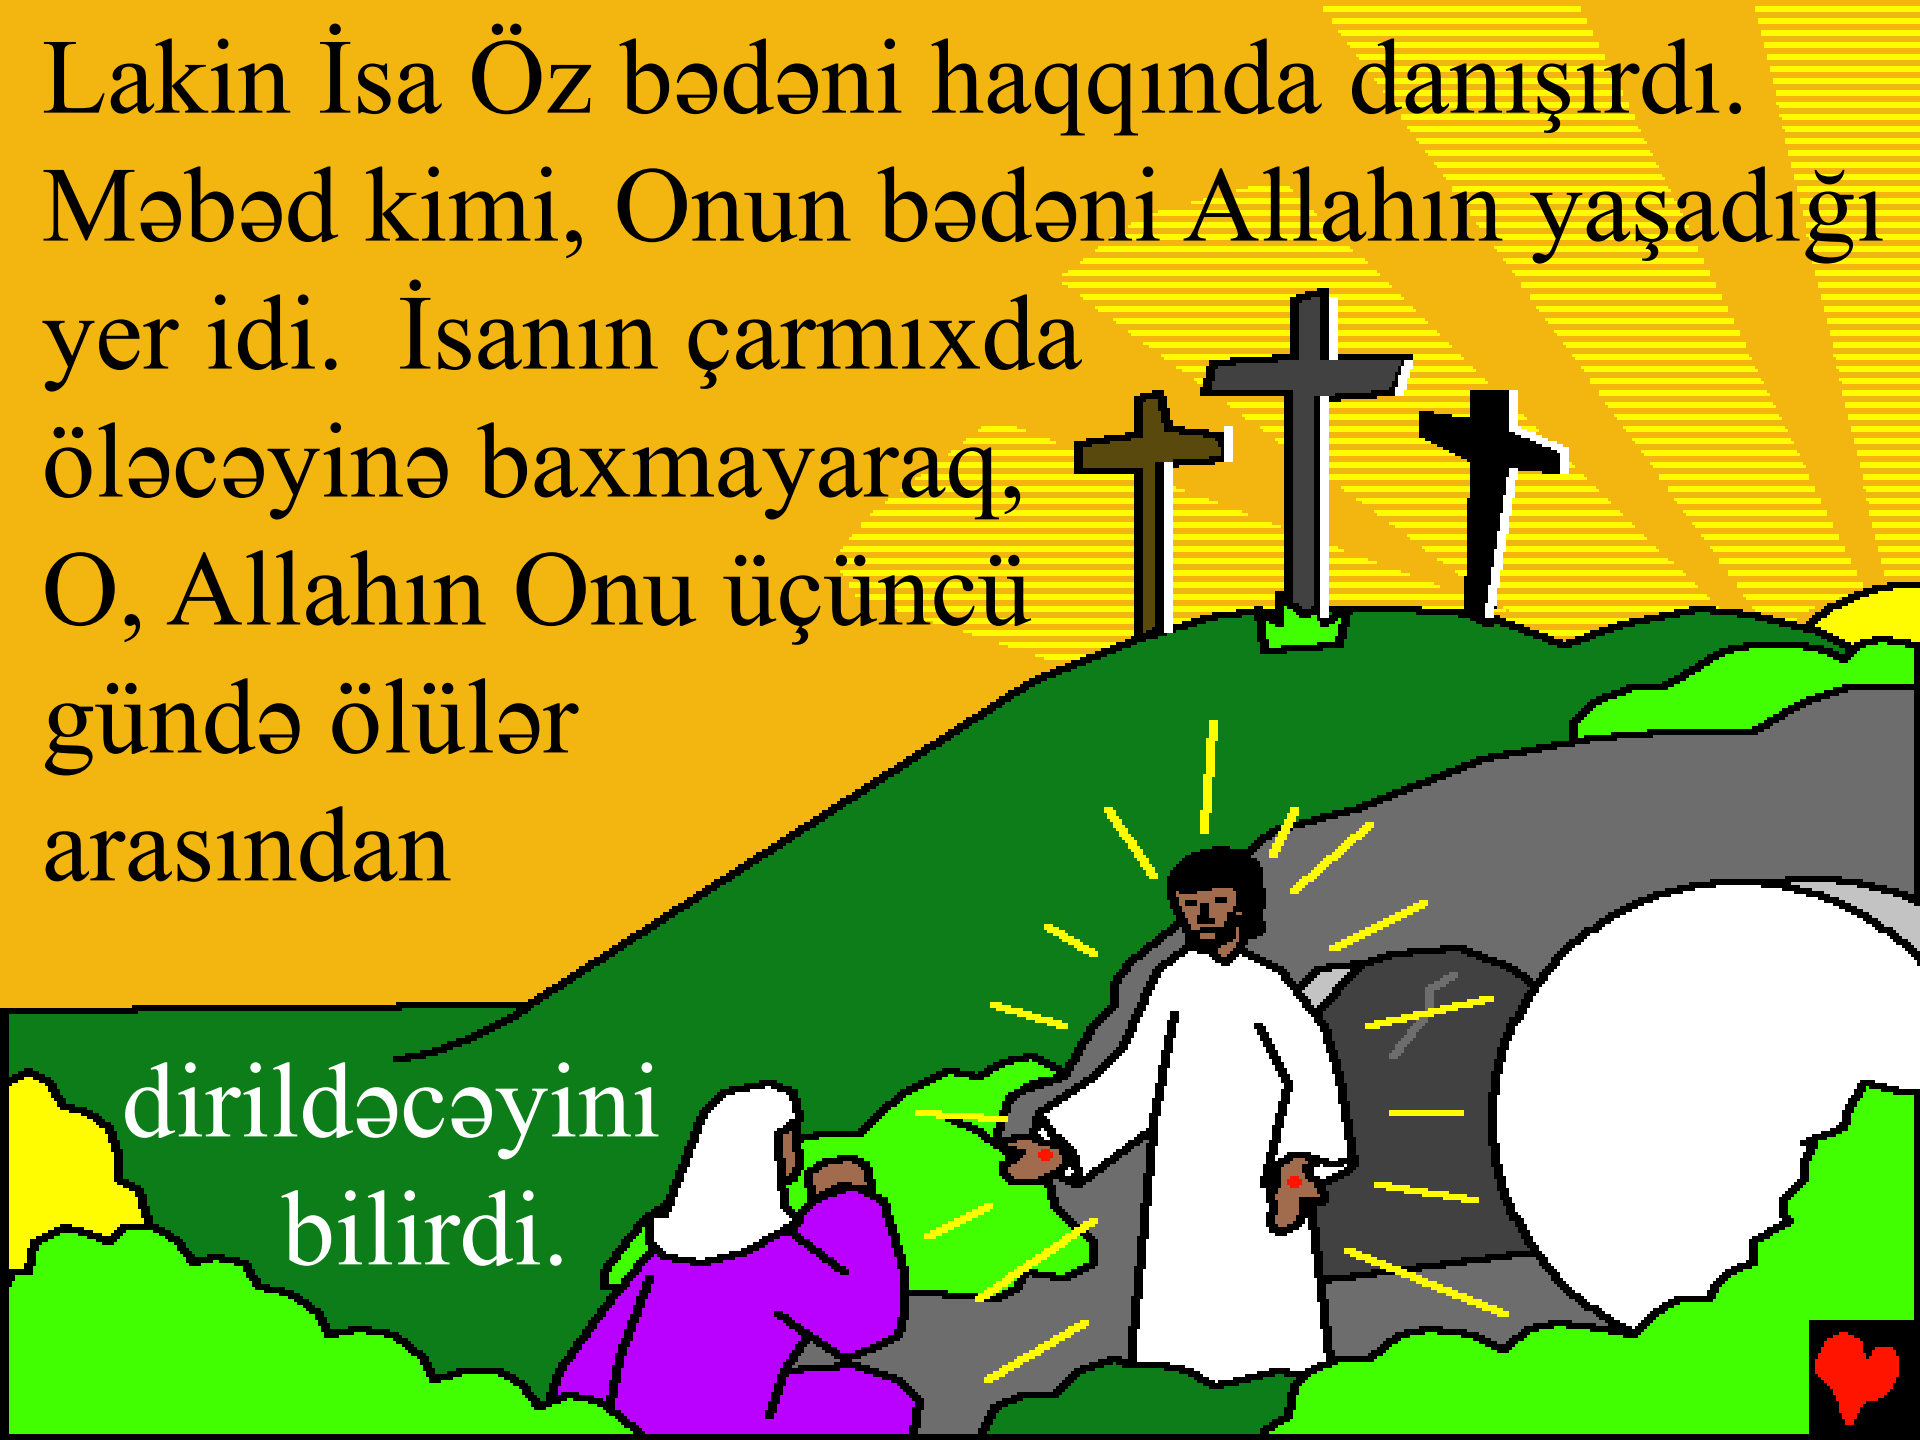 Lakin İsa Öz bədəni haqqında danışırdı.
Məbəd kimi, Onun bədəni Allahın yaşadığı
yer idi.  İsanın çarmıxda
öləcəyinə baxmayaraq,
O, Allahın Onu üçüncü
gündə ölülər
arasından
dirildəcəyini
bilirdi.